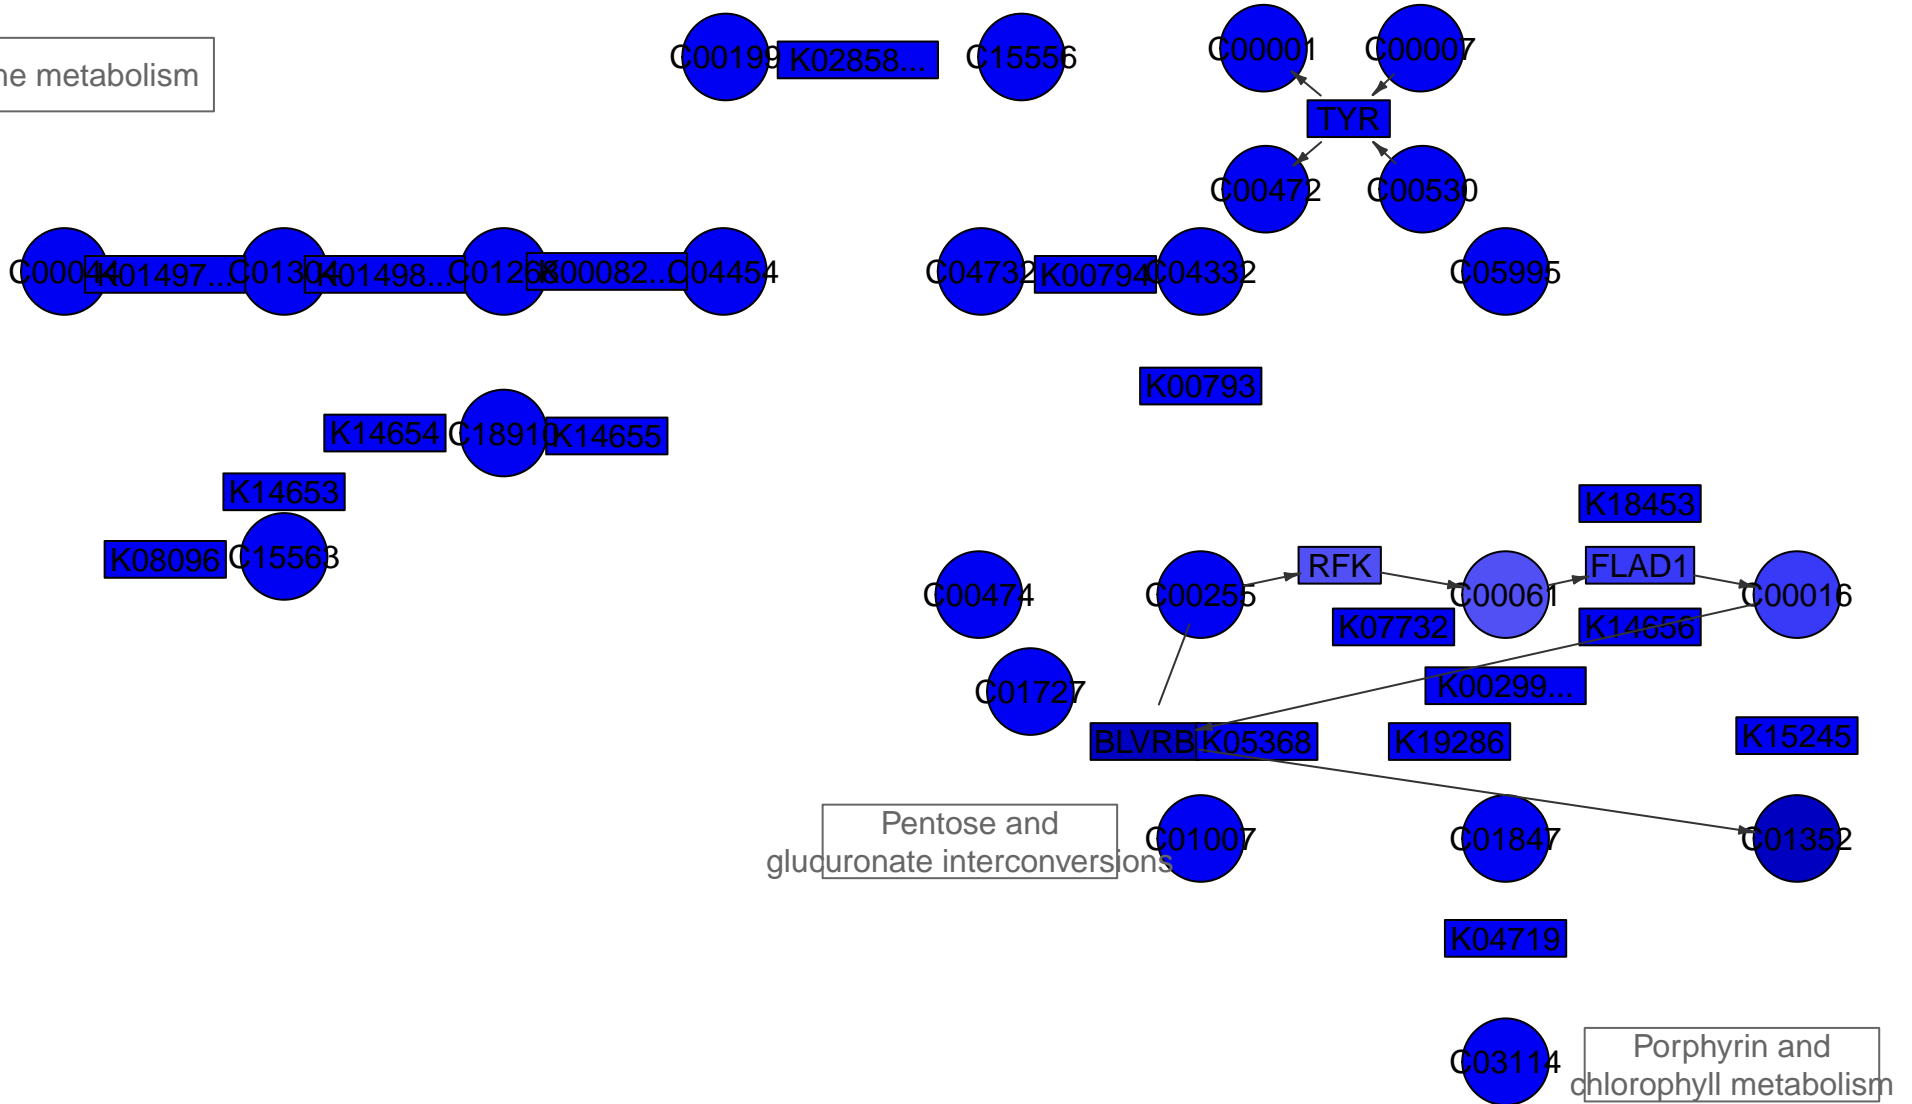 ne metabolism
C00199
K02858...
C15556
C00001
C00007
TYR
C00472
C00530
C00044
K01497...
C01304
K01498...
C01268
K00082...
C04454
C04732
K00794
C04332
C05995
K00793
K14654
C18910
K14655
K14653
K08096
C15563
K18453
C00474
C00255
RFK
C00061
FLAD1
C00016
K07732
K14656
C01727
K00299...
BLVRB
K05368
K19286
K15245
Pentose and
glucuronate interconversions
C01007
C01847
C01352
K04719
C03114
Porphyrin and
chlorophyll metabolism